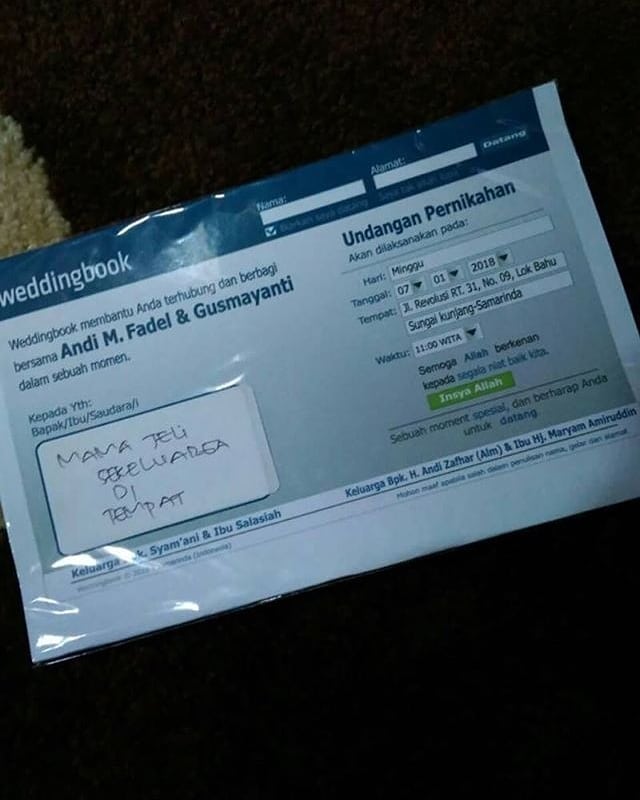 weddingbook
Nama:
Alamat:
Datang
Biarkan saya datang
Weddingbook membantu Anda terhubung dan berbagi
bersama Andi M. Fadel & Gusmayanti
dalam sebuah momen.
Kepada Yth:
Bapak/Ibu/Saudara/i
MAMA JELI
SEKELUARGA
DI
TEMPAT
Undangan Pernikahan
Akan dilaksanakan pada:
Hari: Minggu
Tanggal: 07 01 2018
Tempat: Jl. Revolusi RT. 31, No. 09, Lok Bahu
Sungai kunjang-Samarinda
Waktu: 11:00 WITA
Semoga Allah berkenan
kepada segala niat baik kita.
Insya Allah
Sebuah moment spesial, dan berharap Anda
untuk datang
Keluarga Syam'ani & Ibu Salasiah
Keluarga Bpk. H. Andi Zafhar (Alm) & Ibu Hj. Maryam Amiruddin
Weddingbook © (Indonesia)
Mohon maaf apabila salah dalam penulisan nama, gelar dan alamat